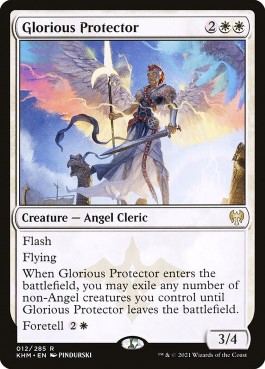 Glorious Protector 2
Creature — Angel Cleric
Flash
Flying
When Glorious Protector enters the
battlefield, you may exile any number of
non-Angel creatures you control until
Glorious Protector leaves the battlefield.
Foretell 2
3/4
012/285 R
KHM • EN PINDURSKI
™ & © 2021 Wizards of the Coast